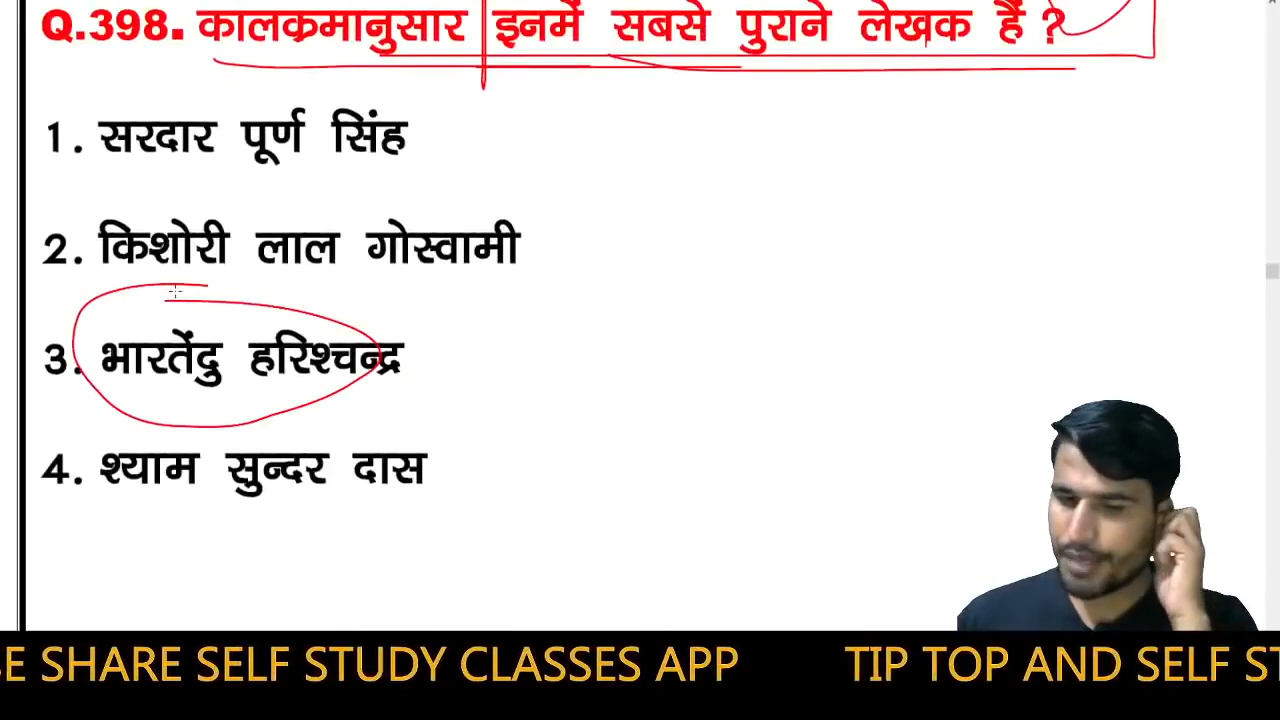 Q.398. कालक्रमानुसार इनमें सबसे पुराने लेखक हैं ?
1. सरदार पूर्ण सिंह
2. किशोरी लाल गोस्वामी
3. भारतेंदु हरिश्चन्द्र
4. श्याम सुन्दर दास
BE SHARE SELF STUDY CLASSES APP TIP TOP AND SELF ST